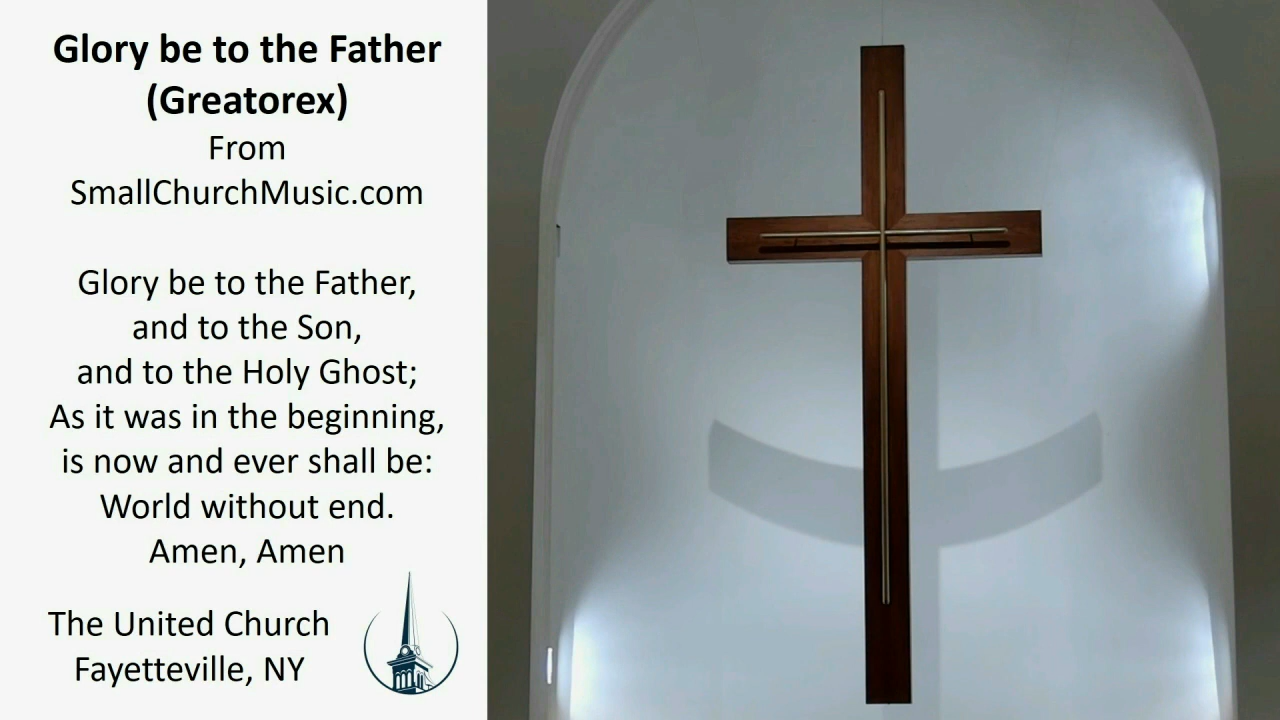 Glory be to the Father
(Greatorex)
From
SmallChurchMusic.com
Glory be to the Father,
and to the Son,
and to the Holy Ghost;
As it was in the beginning,
is now and ever shall be:
World without end.
Amen, Amen
The United Church
Fayetteville, NY